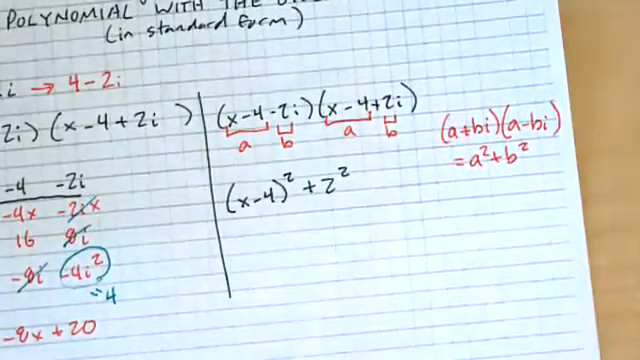 POLYNOMIAL WITH THE
(in standard form)
i → 4-2i
2i)(x-4+2i)
-4 -2i
-4x -2ix
16 8i
-8i -4i²
=4
-8x+20
(x-4-2i)(x-4+2i)
a b a b
(x-4)²+2²
(a+bi)(a-bi)
=a²+b²